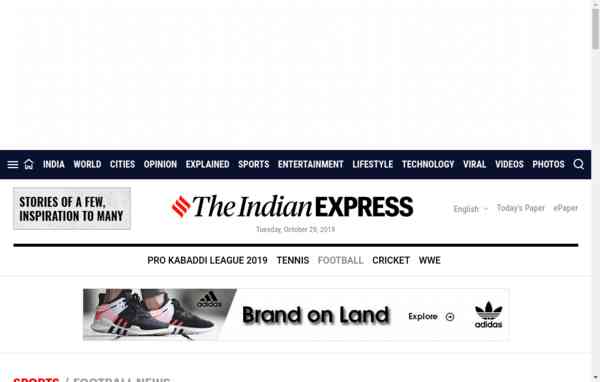 INDIA WORLD CITIES OPINION EXPLAINED SPORTS ENTERTAINMENT LIFESTYLE TECHNOLOGY VIRAL VIDEOS PHOTOS
STORIES OF A FEW,
INSPIRATION TO MANY
The Indian EXPRESS
English Today's Paper ePaper
Tuesday, October 29, 2019
PRO KABADDI LEAGUE 2019 TENNIS FOOTBALL CRICKET WWE
adidas
Brand on Land
Explore
adidas
SPORTS / FOOTBALL NEWS